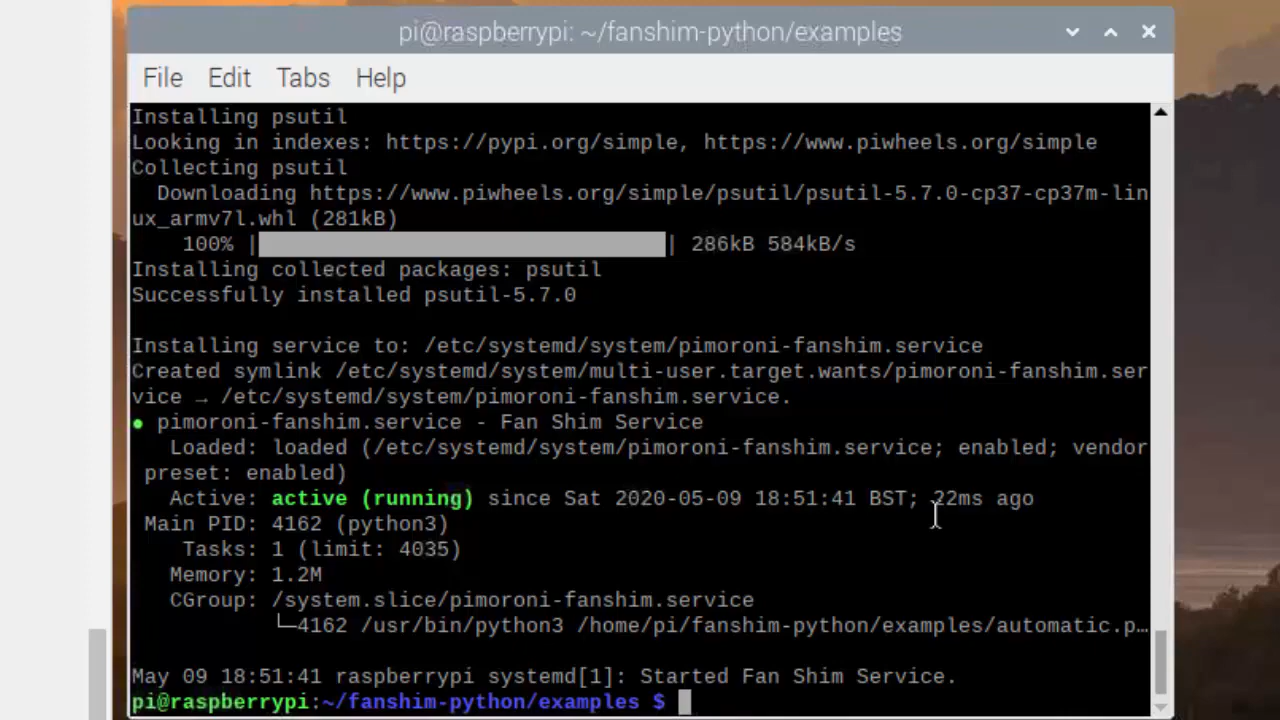 pi@raspberrypi: ~/fanshim-python/examples
File Edit Tabs Help
Installing psutil
Looking in indexes: https://pypi.org/simple, https://www.piwheels.org/simple
Collecting psutil
  Downloading https://www.piwheels.org/simple/psutil/psutil-5.7.0-cp37-cp37m-lin
ux_armv7l.whl (281kB)
    100% |████████████████████████████████| 286kB 584kB/s
Installing collected packages: psutil
Successfully installed psutil-5.7.0
Installing service to: /etc/systemd/system/pimoroni-fanshim.service
Created symlink /etc/systemd/system/multi-user.target.wants/pimoroni-fanshim.ser
vice → /etc/systemd/system/pimoroni-fanshim.service.
● pimoroni-fanshim.service - Fan Shim Service
   Loaded: loaded (/etc/systemd/system/pimoroni-fanshim.service; enabled; vendor
 preset: enabled)
   Active: active (running) since Sat 2020-05-09 18:51:41 BST; 22ms ago
 Main PID: 4162 (python3)
    Tasks: 1 (limit: 4035)
   Memory: 1.2M
   CGroup: /system.slice/pimoroni-fanshim.service
           └─4162 /usr/bin/python3 /home/pi/fanshim-python/examples/automatic.p…
May 09 18:51:41 raspberrypi systemd[1]: Started Fan Shim Service.
pi@raspberrypi:~/fanshim-python/examples $